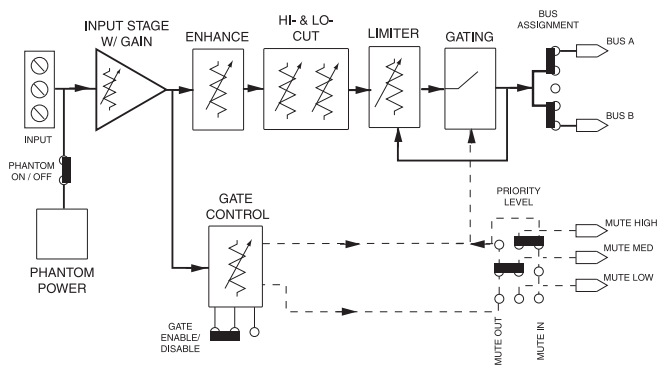 INPUT STAGE
W/ GAIN
ENHANCE
HI- & LO-
CUT
LIMITER
GATING
BUS
ASSIGNMENT
BUS A
BUS B
INPUT
PHANTOM
ON / OFF
PHANTOM
POWER
GATE
CONTROL
GATE
ENABLE/
DISABLE
PRIORITY
LEVEL
MUTE HIGH
MUTE MED
MUTE LOW
MUTE OUT
MUTE IN